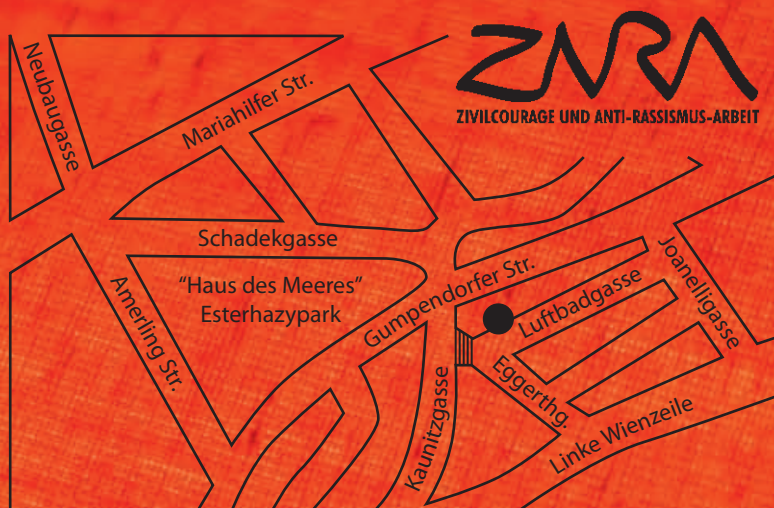 ZARA
ZIVILCOURAGE UND ANTI-RASSISMUS-ARBEIT
Neubaugasse
Mariahilfer Str.
Schadekgasse
"Haus des Meeres"
Esterhazypark
Amerling Str.
Gumpendorfer Str.
Joanelligasse
Luftbadgasse
Eggerthg.
Kaunitzgasse
Linke Wienzeile